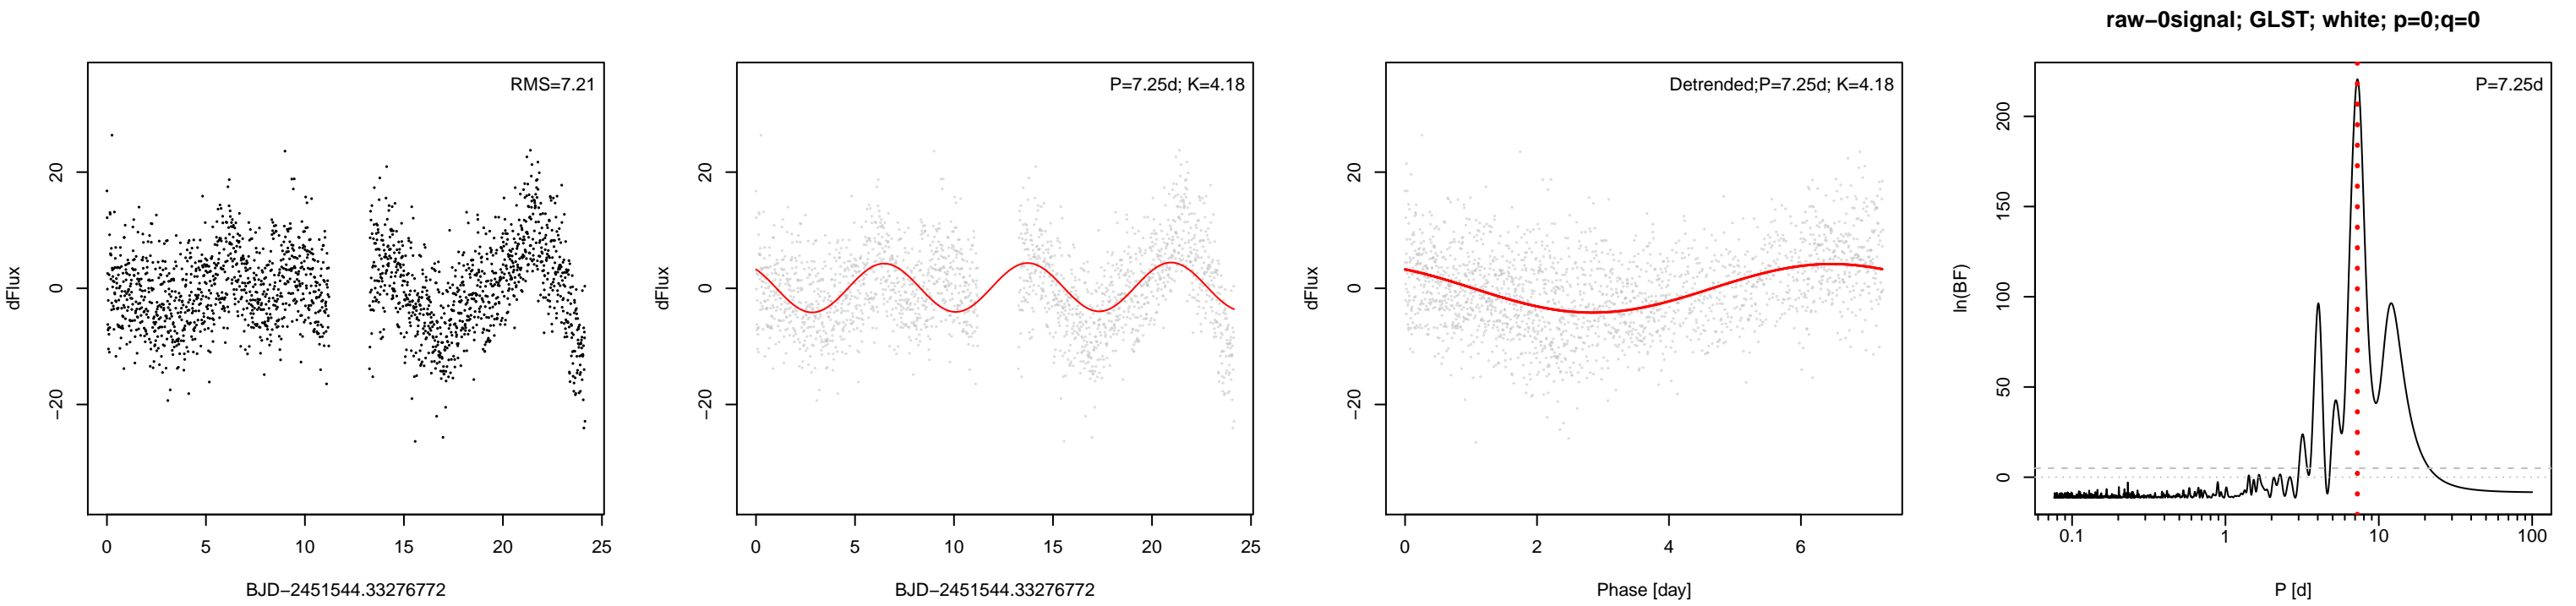 raw−0signal; GLST; white; p=0;q=0
RMS=7.21
dFlux
20
0
−20
0 5 10 15 20 25
BJD−2451544.33276772
P=7.25d; K=4.18
dFlux
20
0
−20
0 5 10 15 20 25
BJD−2451544.33276772
Detrended;P=7.25d; K=4.18
dFlux
20
0
−20
0 2 4 6
Phase [day]
P=7.25d
ln(BF)
200
150
100
50
0
0.1 1 10 100
P [d]